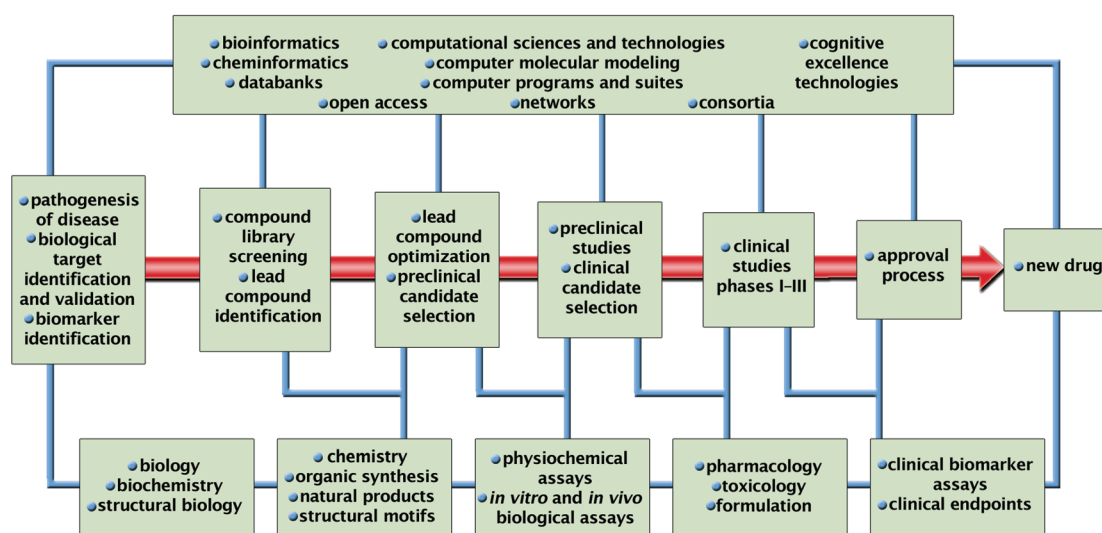 bioinformatics
cheminformatics
databanks
computational sciences and technologies
computer molecular modeling
computer programs and suites
cognitive
excellence
technologies
open access
networks
consortia
pathogenesis
of disease
biological
target
identification
and validation
biomarker
identification
compound
library
screening
lead
compound
identification
lead
compound
optimization
preclinical
candidate
selection
preclinical
studies
clinical
candidate
selection
clinical
studies
phases I–III
approval
process
new drug
biology
biochemistry
structural biology
chemistry
organic synthesis
natural products
structural motifs
physiochemical
assays
in vitro and in vivo
biological assays
pharmacology
toxicology
formulation
clinical biomarker
assays
clinical endpoints